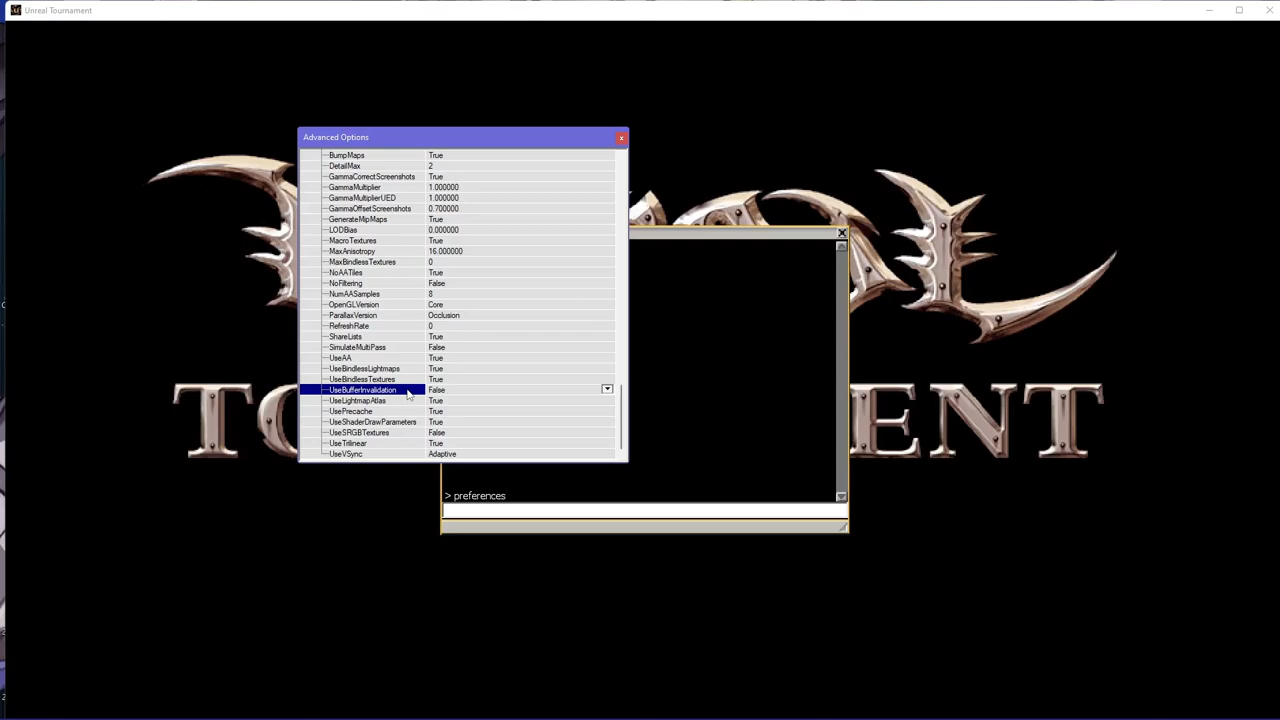 Unreal Tournament
Advanced Options
BumpMaps True
DetailMax 2
GammaCorrectScreenshots True
GammaMultiplier 1.000000
GammaMultiplierUED 1.000000
GammaOffsetScreenshots 0.700000
GenerateMipMaps True
LODBias 0.000000
MacroTextures True
MaxAnisotropy 16.000000
MaxBindlessTextures 0
NoAATiles True
NoFiltering False
NumAASamples 8
OpenGLVersion Core
ParallaxVersion Occlusion
RefreshRate 0
ShareLists True
SimulateMultiPass False
UseAA True
UseBindlessLightmaps True
UseBindlessTextures True
UseBufferInvalidation False
UseLightmapAtlas True
UsePrecache True
UseShaderDrawParameters True
UseSRGBTextures False
UseTrilinear True
UseVSync Adaptive
> preferences
TO ENT